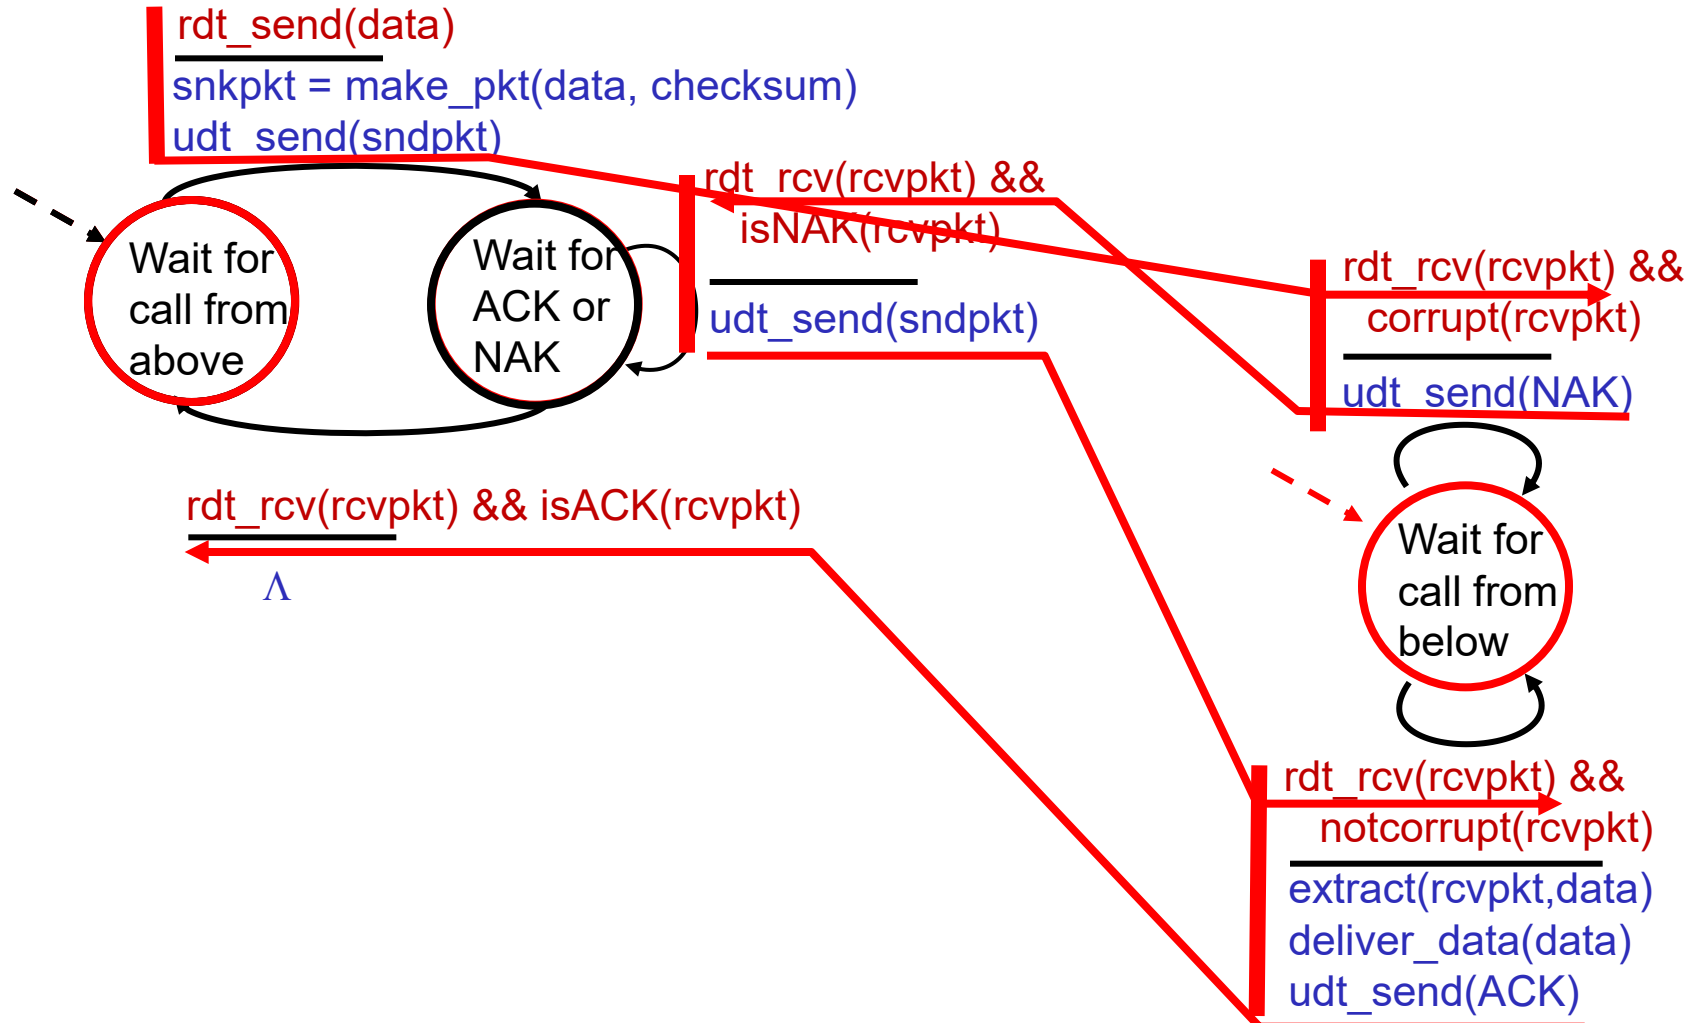 rdt_send(data)
snkpkt = make_pkt(data, checksum)
udt_send(sndpkt)
rdt_rcv(rcvpkt) &&
isNAK(rcvpkt)
udt_send(sndpkt)
Wait for
call from
above
Wait for
ACK or
NAK
rdt_rcv(rcvpkt) && isACK(rcvpkt)
Λ
rdt_rcv(rcvpkt) &&
corrupt(rcvpkt)
udt_send(NAK)
Wait for
call from
below
rdt_rcv(rcvpkt) &&
notcorrupt(rcvpkt)
extract(rcvpkt,data)
deliver_data(data)
udt_send(ACK)